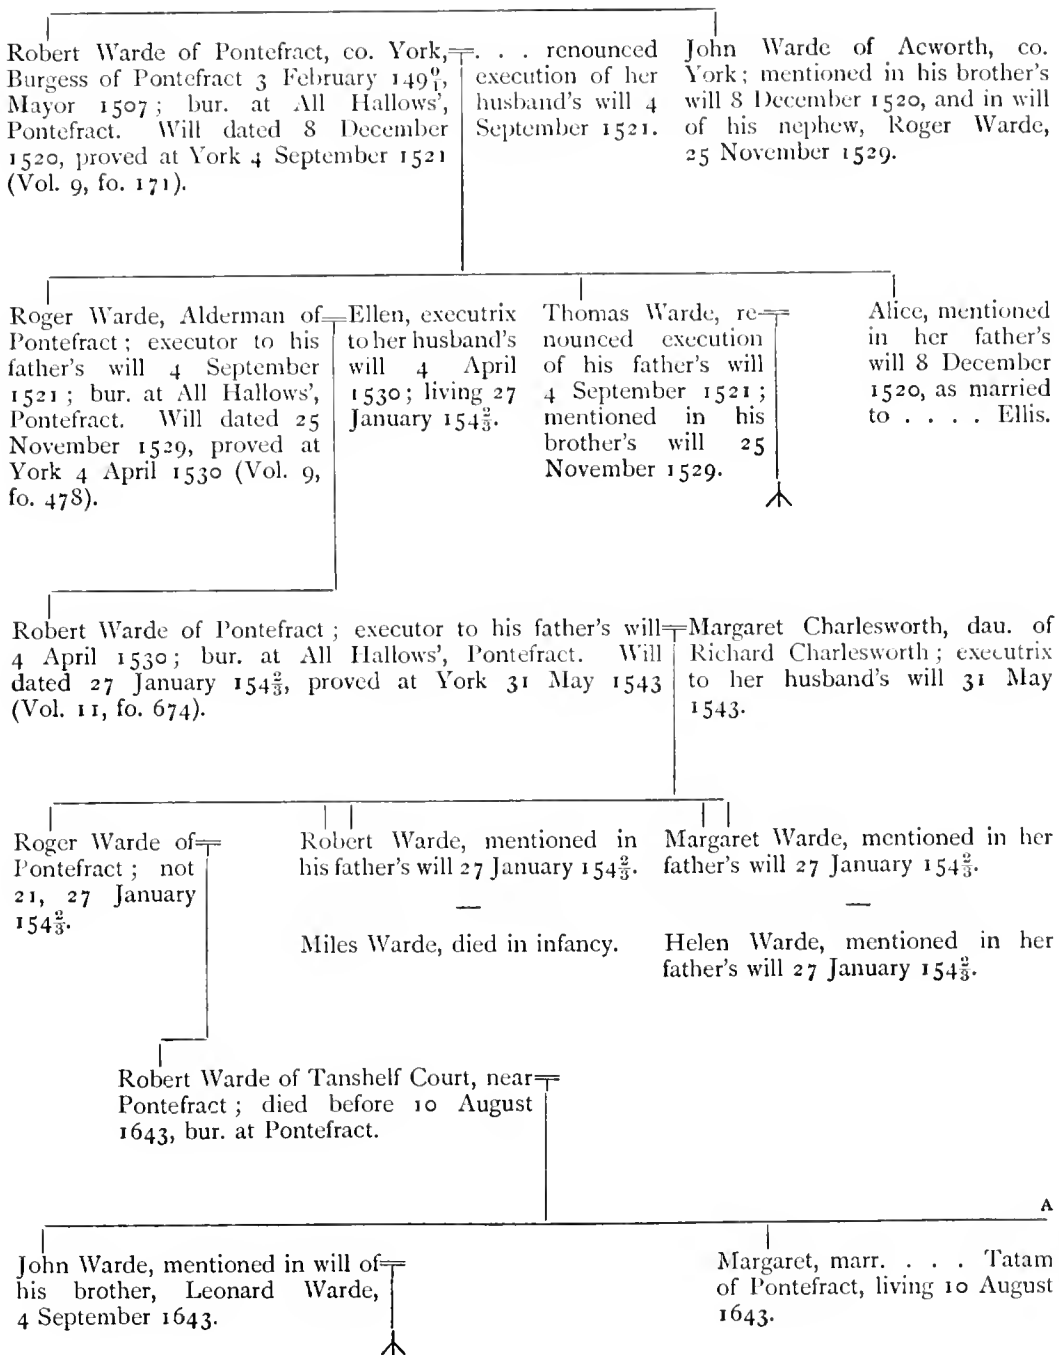 Robert Warde of Pontefract, co. York,
Burgess of Pontefract 3 February 149⁰⁄₁,
Mayor 1507; bur. at All Hallows',
Pontefract. Will dated 8 December
1520, proved at York 4 September 1521
(Vol. 9, fo. 171).
. . . renounced
execution of her
husband's will 4
September 1521.
John Warde of Acworth, co.
York; mentioned in his brother's
will 8 December 1520, and in will
of his nephew, Roger Warde,
25 November 1529.
Roger Warde, Alderman of
Pontefract; executor to his
father's will 4 September
1521; bur. at All Hallows',
Pontefract. Will dated 25
November 1529, proved at
York 4 April 1530 (Vol. 9,
fo. 478).
Ellen, executrix
to her husband's
will 4 April
1530; living 27
January 154⅔.
Thomas Warde, re-
nounced execution
of his father's will
4 September 1521;
mentioned in his
brother's will 25
November 1529.
Alice, mentioned
in her father's
will 8 December
1520, as married
to . . . . Ellis.
Robert Warde of Pontefract; executor to his father's will
4 April 1530; bur. at All Hallows', Pontefract. Will
dated 27 January 154⅔, proved at York 31 May 1543
(Vol. 11, fo. 674).
Margaret Charlesworth, dau. of
Richard Charlesworth; executrix
to her husband's will 31 May
1543.
Roger Warde of
Pontefract; not
21, 27 January
154⅔.
Robert Warde, mentioned in
his father's will 27 January 154⅔.
—
Miles Warde, died in infancy.
Margaret Warde, mentioned in her
father's will 27 January 154⅔.
—
Helen Warde, mentioned in her
father's will 27 January 154⅔.
Robert Warde of Tanshelf Court, near
Pontefract; died before 10 August
1643, bur. at Pontefract.
A
John Warde, mentioned in will of
his brother, Leonard Warde,
4 September 1643.
Margaret, marr. . . . . Tatam
of Pontefract, living 10 August
1643.